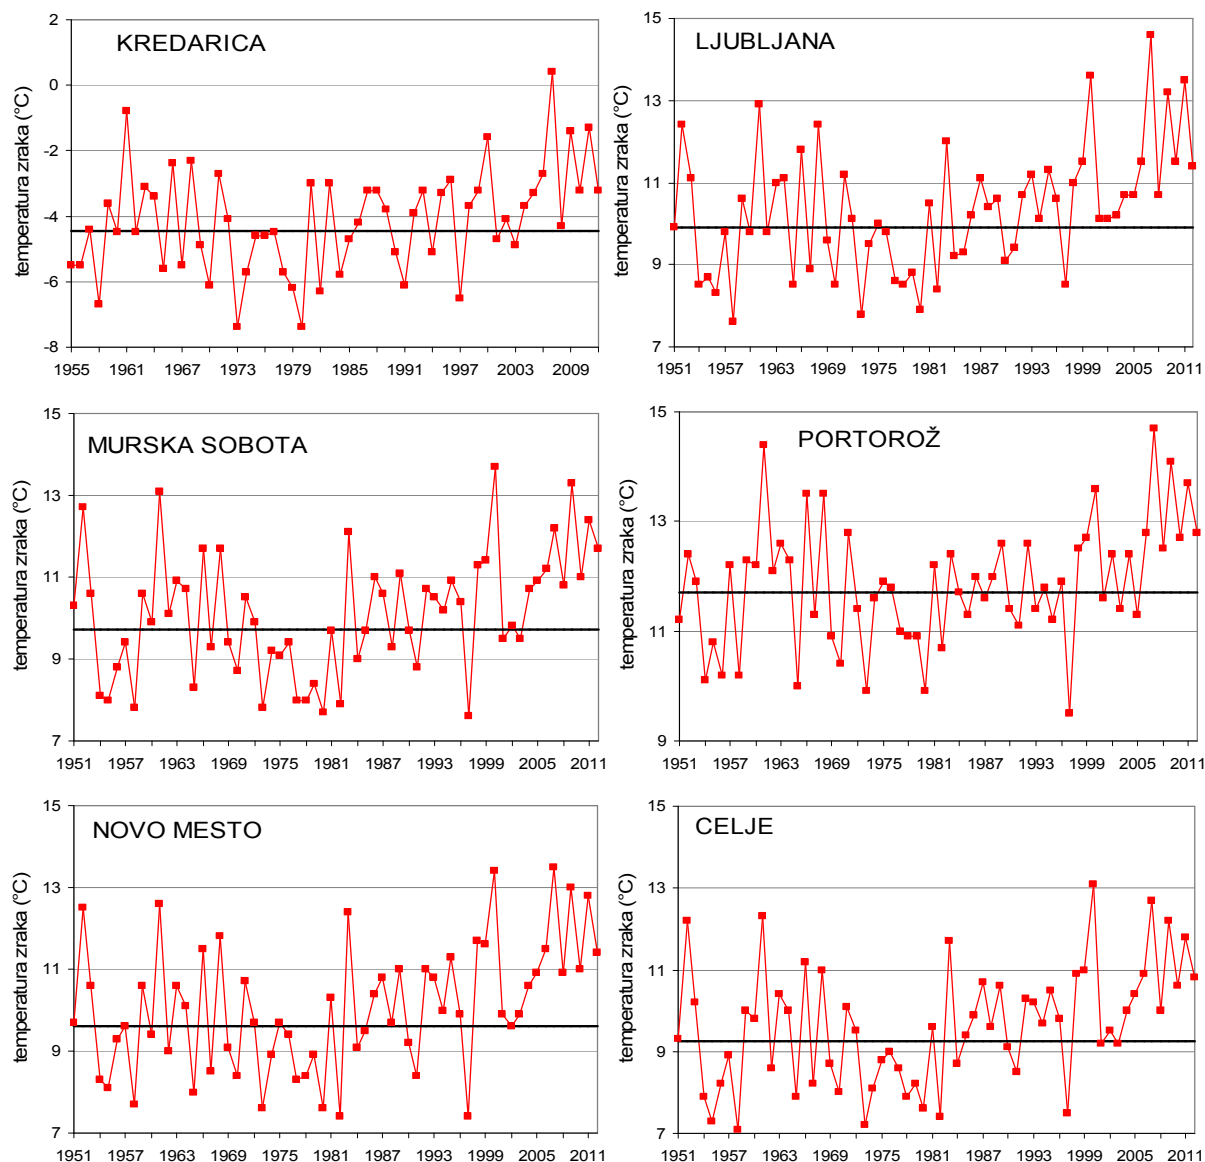 KREDARICA
temperatura zraka (°C)
2
0
-2
-4
-6
-8
1955 1961 1967 1973 1979 1985 1991 1997 2003 2009
LJUBLJANA
temperatura zraka (°C)
15
13
11
9
7
1951 1957 1963 1969 1975 1981 1987 1993 1999 2005 2011
MURSKA SOBOTA
temperatura zraka (°C)
15
13
11
9
7
1951 1957 1963 1969 1975 1981 1987 1993 1999 2005 2011
PORTOROŽ
temperatura zraka (°C)
15
13
11
9
1951 1957 1963 1969 1975 1981 1987 1993 1999 2005 2011
NOVO MESTO
temperatura zraka (°C)
15
13
11
9
7
1951 1957 1963 1969 1975 1981 1987 1993 1999 2005 2011
CELJE
temperatura zraka (°C)
15
13
11
9
7
1951 1957 1963 1969 1975 1981 1987 1993 1999 2005 2011